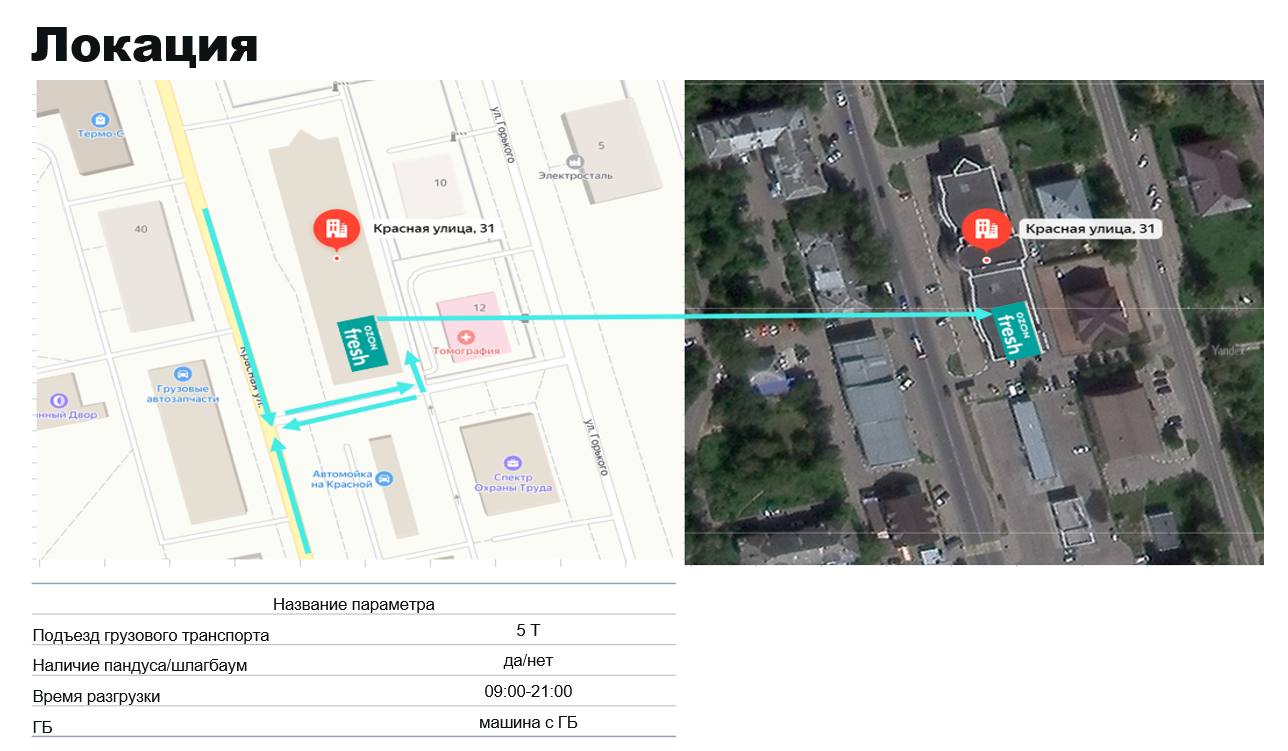 Локация
Термо-С
ул. Горького
5
Электросталь
10
40
Красная улица, 31
12
Томография
ozon
fresh
Красная ул.
Грузовые
автозапчасти
нный Двор
Автомойка
на Красной
Спектр
Охраны Труда
ул. Горького
Красная улица, 31
ozon
fresh
Yandex
Название параметра
Подъезд грузового транспорта 5 Т
Наличие пандуса/шлагбаум да/нет
Время разгрузки 09:00-21:00
ГБ машина с ГБ